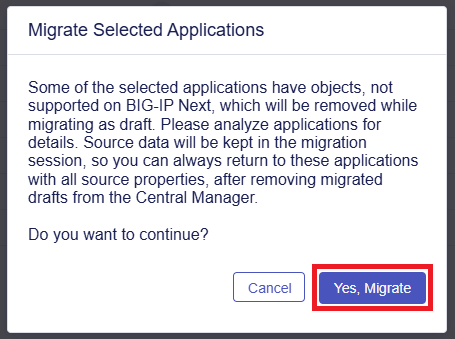 Migrate Selected Applications
Some of the selected applications have objects, not
supported on BIG-IP Next, which will be removed while
migrating as draft. Please analyze applications for
details. Source data will be kept in the migration
session, so you can always return to these applications
with all source properties, after removing migrated
drafts from the Central Manager.
Do you want to continue?
Cancel
Yes, Migrate